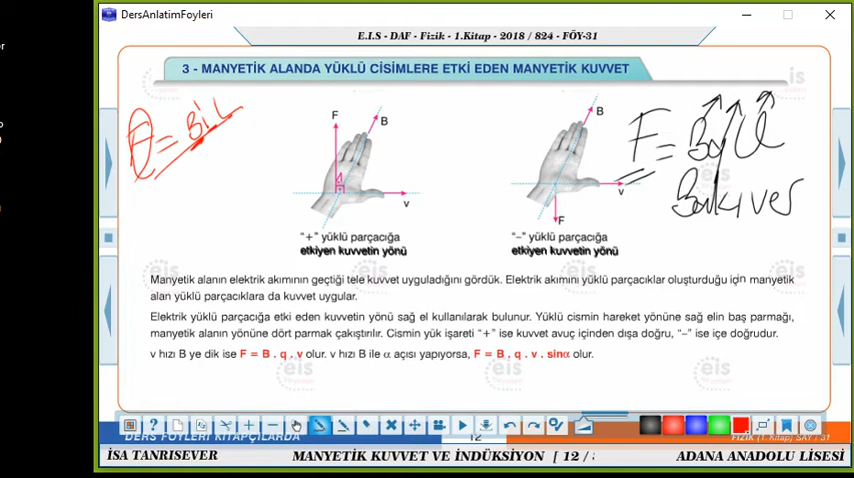 DersAnlatimFoyleri
E.I.S - DAF - Fizik - 1.Kitap - 2018 / 824 - FÖY-31
3 - MANYETİK ALANDA YÜKLÜ CİSİMLERE ETKİ EDEN MANYETİK KUVVET
F = BiL
F
B
v
B
v
F
F = BqV
Bakıver
"+" yüklü parçacığa
etkiyen kuvvetin yönü
"–" yüklü parçacığa
etkiyen kuvvetin yönü
Manyetik alanın elektrik akımının geçtiği tele kuvvet uyguladığını gördük. Elektrik akımını yüklü parçacıklar oluşturduğu için manyetik
alan yüklü parçacıklara da kuvvet uygular.
Elektrik yüklü parçacığa etki eden kuvvetin yönü sağ el kullanılarak bulunur. Yüklü cismin hareket yönüne sağ elin baş parmağı,
manyetik alanın yönüne dört parmak çakıştırılır. Cismin yük işareti "+" ise kuvvet avuç içinden dışa doğru, "–" ise içe doğrudur.
v hızı B ye dik ise F = B . q . v olur. v hızı B ile α açısı yapıyorsa, F = B . q . v . sinα olur.
eis
DERS FÖYLERİ KİTAPÇILARDA
12
FİZİK (1.Kitap) SAY / 31
İSA TANRISEVER
MANYETİK KUVVET VE İNDÜKSİYON [ 12 /
ADANA ANADOLU LİSESİ